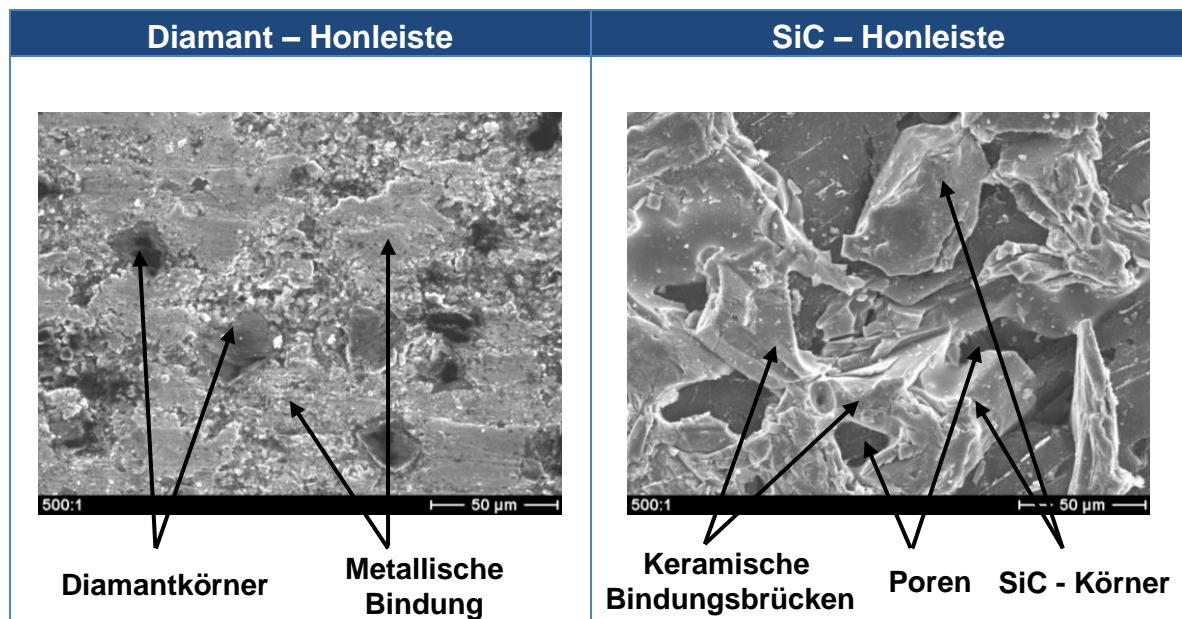 Diamant – Honleiste
SiC – Honleiste
500:1
50 µm
500:1
50 µm
Diamantkörner
Metallische
Bindung
Keramische
Bindungsbrücken
Poren
SiC - Körner